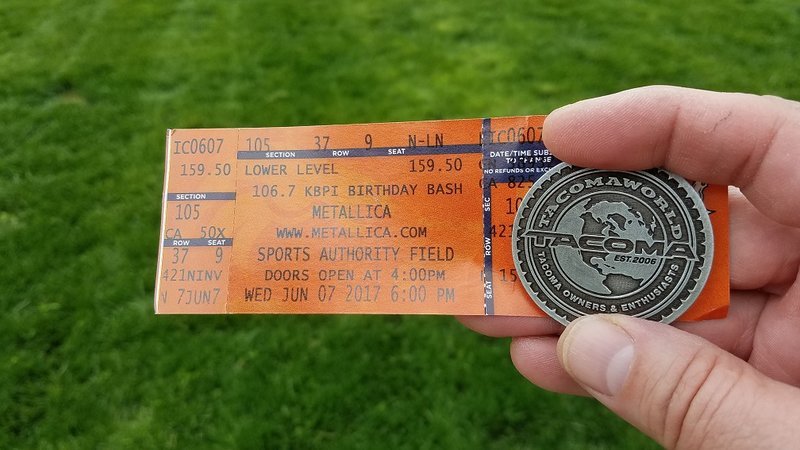 IC0607
159.50
SECTION
105
CA 50X
ROW SEAT
37 9
421NINV
N 7JUN7
105 37 9 N-LN
SECTION ROW SEAT
LOWER LEVEL 159.50
106.7 KBPI BIRTHDAY BASH
METALLICA
WWW.METALLICA.COM
SPORTS AUTHORITY FIELD
DOORS OPEN AT 4:00PM
WED JUN 07 2017 6:00 PM
SEC
ROW
SEAT
IC0607
DATE/TIME
TO
NO REFUNDS OR
CA
TACOMAWORLD
TACOMA
EST. 2006
TACOMA OWNERS & ENTHUSIASTS